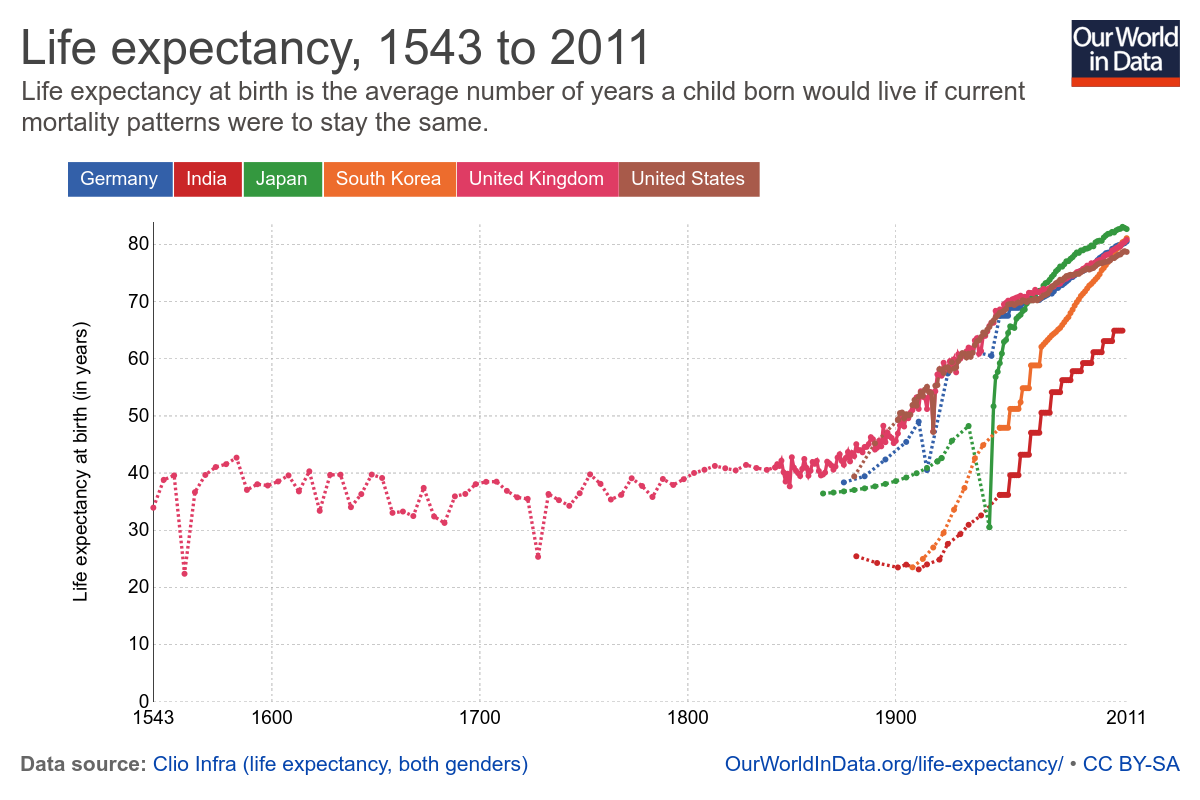 Life expectancy, 1543 to 2011
Our World
in Data
Life expectancy at birth is the average number of years a child born would live if current
mortality patterns were to stay the same.
Germany India Japan South Korea United Kingdom United States
Life expectancy at birth (in years)
80
70
60
50
40
30
20
10
0
1543 1600 1700 1800 1900 2011
Data source: Clio Infra (life expectancy, both genders)
OurWorldInData.org/life-expectancy/ • CC BY-SA